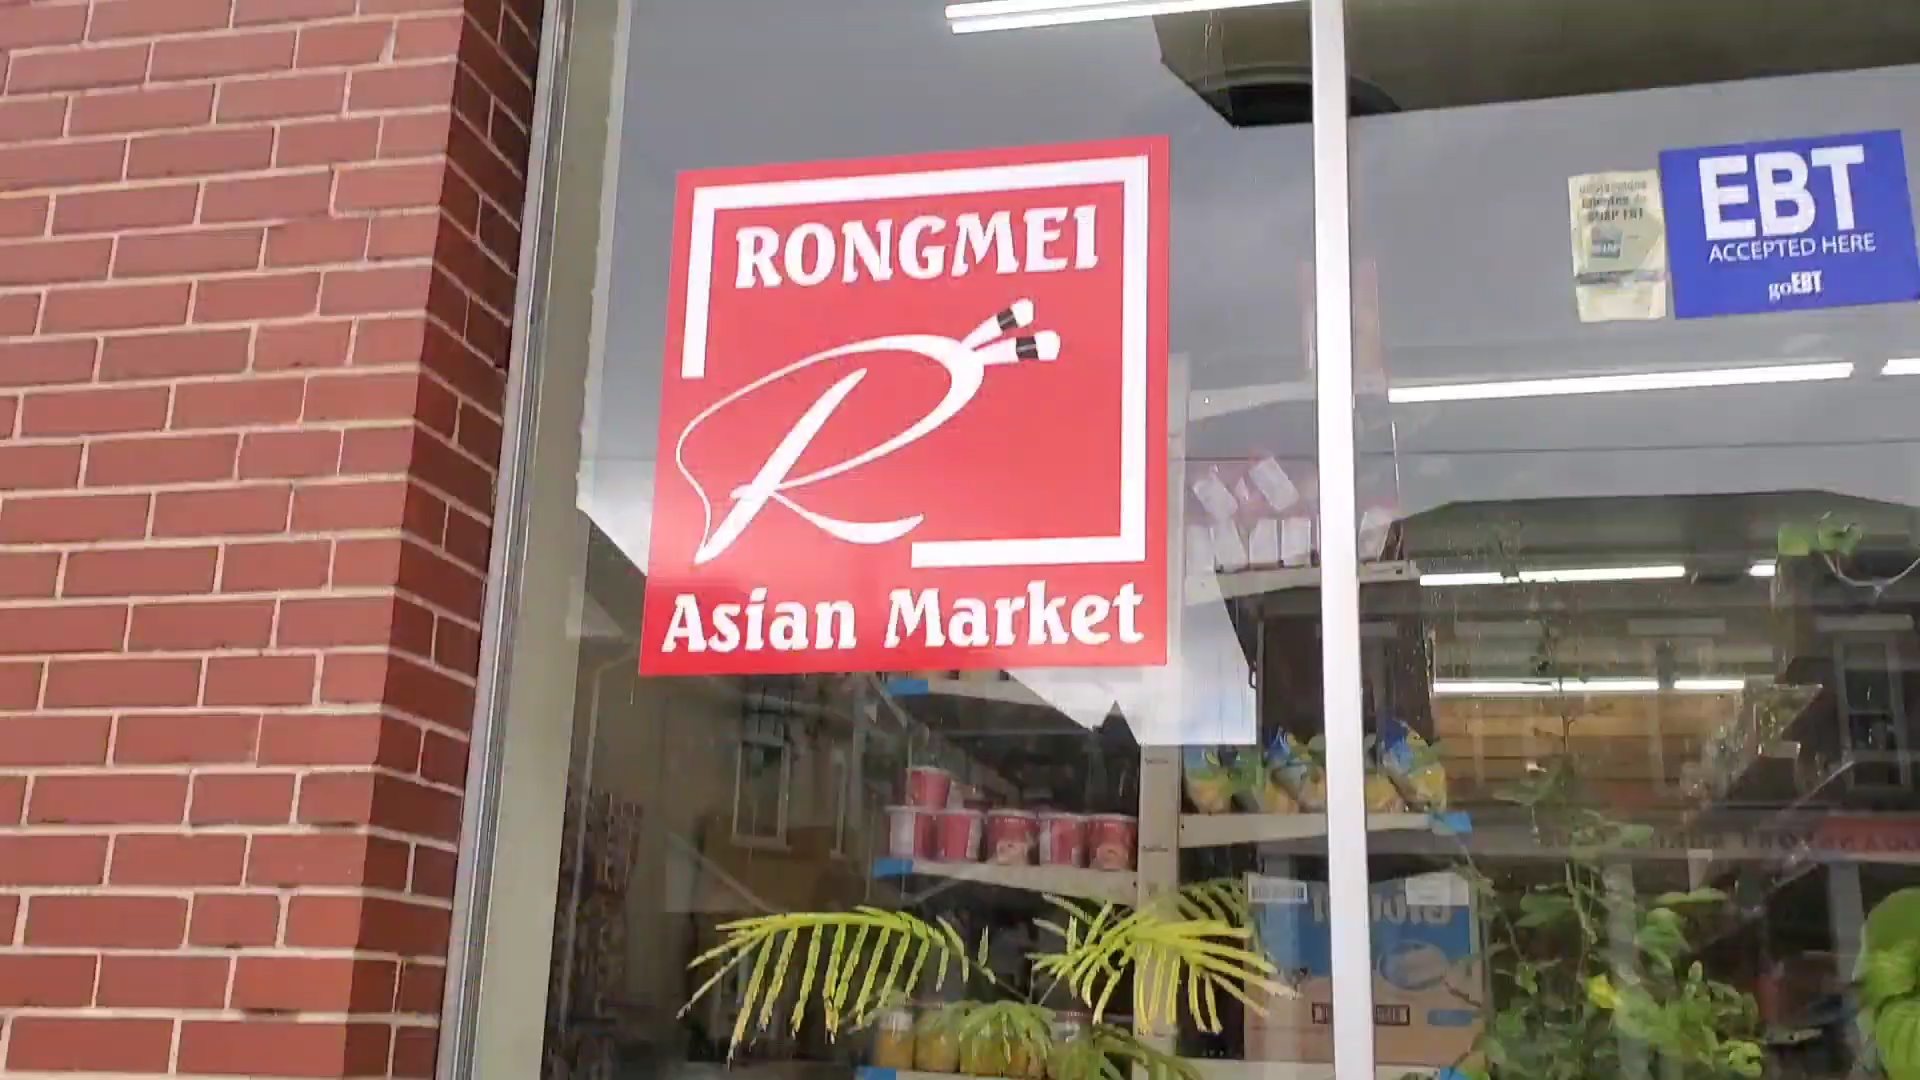 RONGMEI
R
Asian Market
EBT
ACCEPTED HERE
goEBT